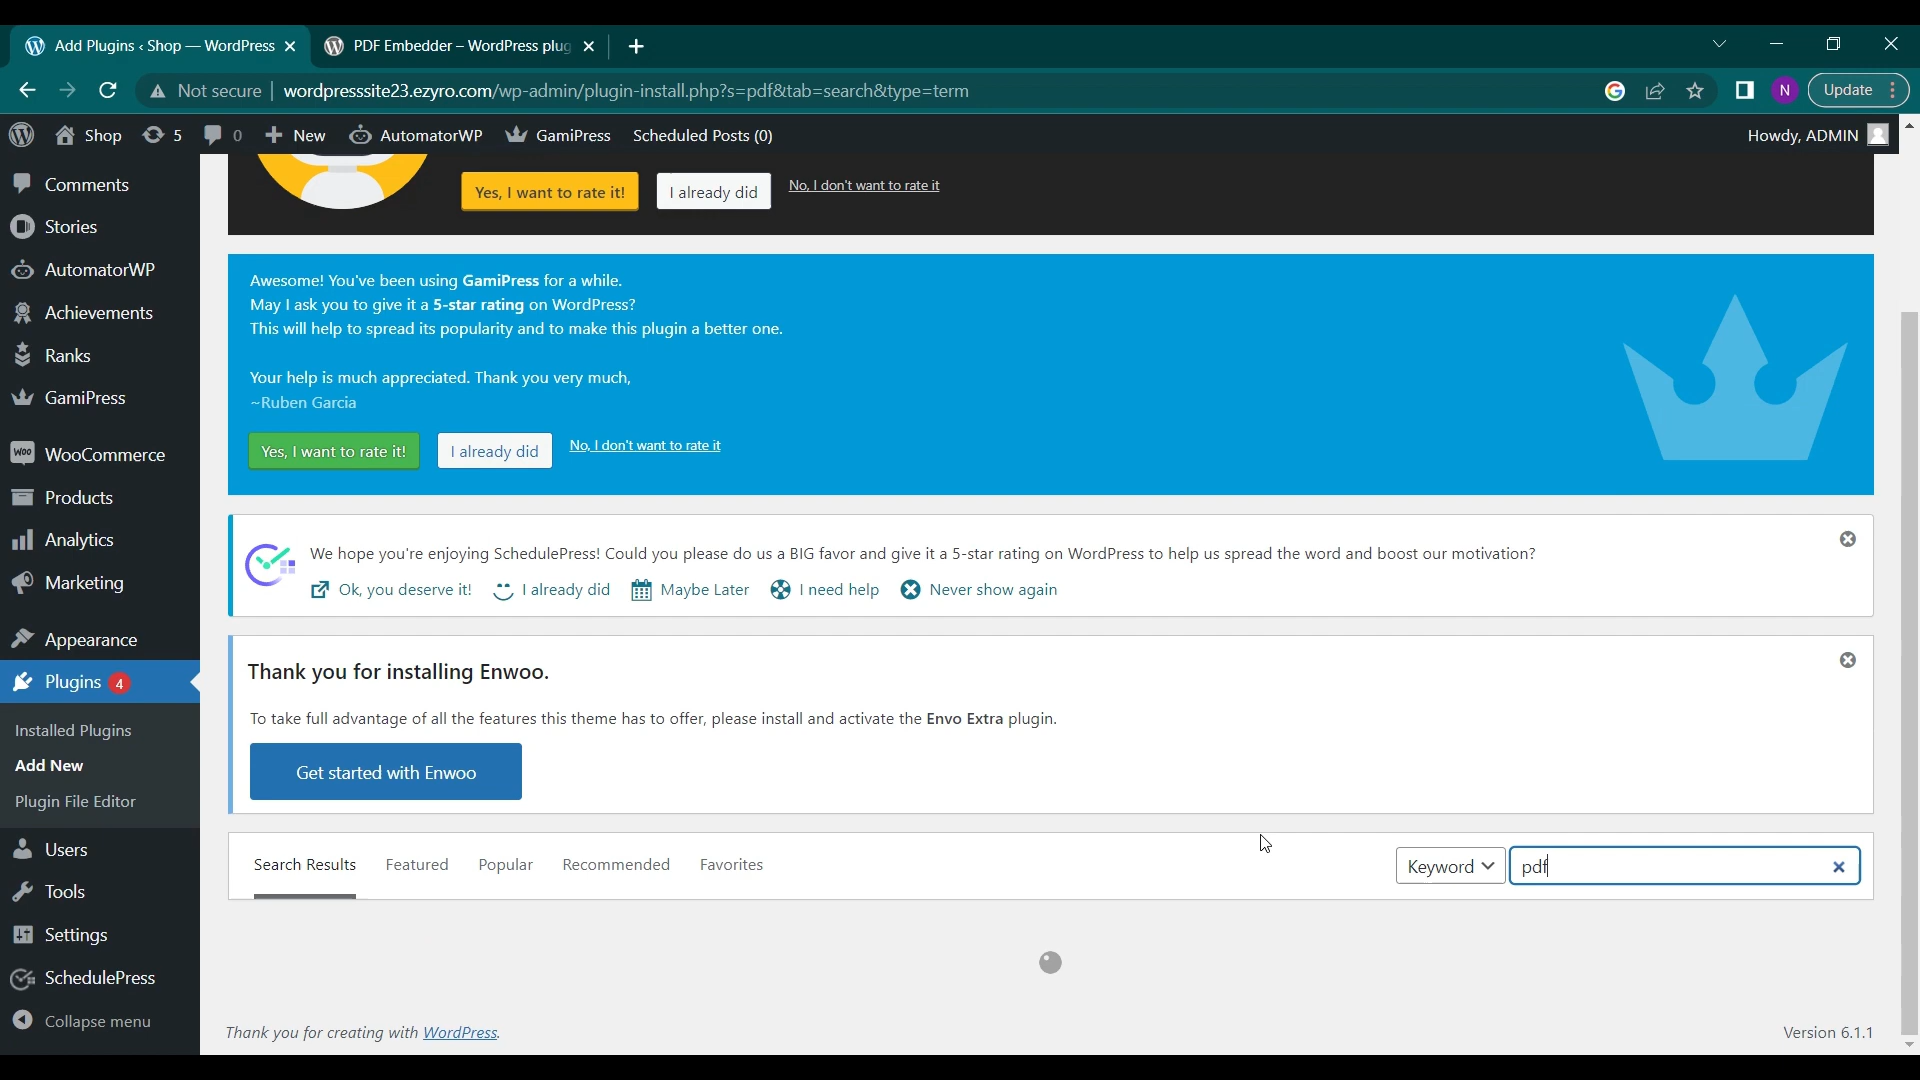 Add Plugins ‹ Shop — WordPress
PDF Embedder – WordPress plug
Not secure
wordpresssite23.ezyro.com/wp-admin/plugin-install.php?s=pdf&tab=search&type=term
G
N
Update
Shop
5
0
New
AutomatorWP
GamiPress
Scheduled Posts (0)
Howdy, ADMIN
Comments
Stories
AutomatorWP
Achievements
Ranks
GamiPress
Woo
WooCommerce
Products
Analytics
Marketing
Appearance
Plugins 4
Installed Plugins
Add New
Plugin File Editor
Users
Tools
Settings
SchedulePress
Collapse menu
Yes, I want to rate it!
I already did
No, I don't want to rate it
Awesome! You've been using GamiPress for a while.
May I ask you to give it a 5-star rating on WordPress?
This will help to spread its popularity and to make this plugin a better one.
Your help is much appreciated. Thank you very much,
~Ruben Garcia
Yes, I want to rate it!
I already did
No, I don't want to rate it
We hope you're enjoying SchedulePress! Could you please do us a BIG favor and give it a 5-star rating on WordPress to help us spread the word and boost our motivation?
Ok, you deserve it!
I already did
Maybe Later
I need help
Never show again
Thank you for installing Enwoo.
To take full advantage of all the features this theme has to offer, please install and activate the Envo Extra plugin.
Get started with Enwoo
Search Results
Featured
Popular
Recommended
Favorites
Keyword
pdf
Thank you for creating with WordPress.
Version 6.1.1